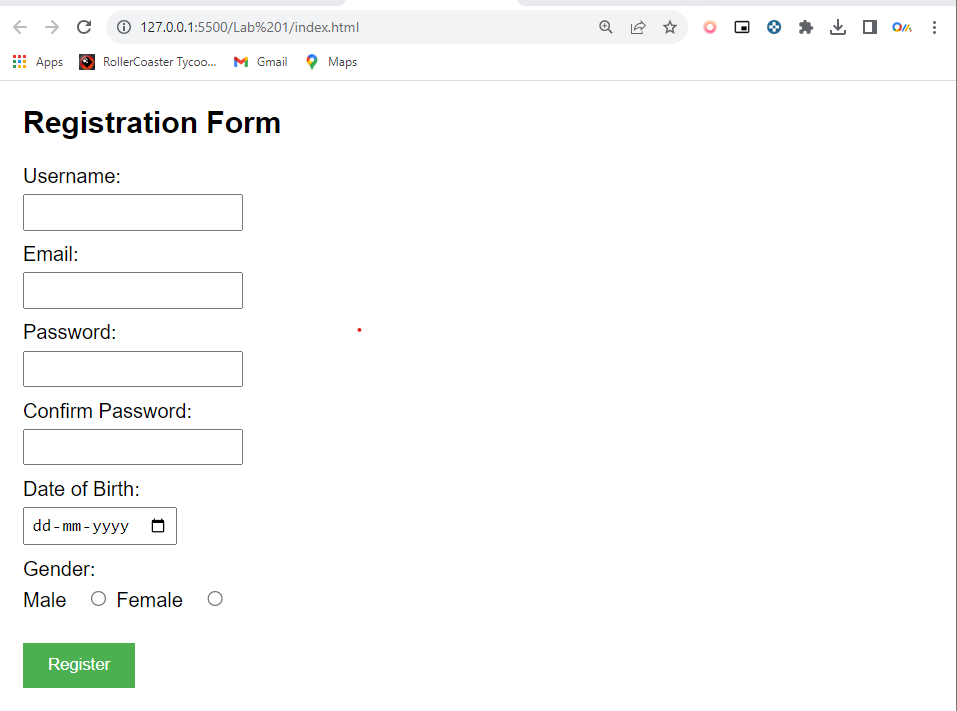 127.0.0.1:5500/Lab%201/index.html
Apps RollerCoaster Tycoo... Gmail Maps
Registration Form
Username:
Email:
Password:
Confirm Password:
Date of Birth:
dd-mm-yyyy
Gender:
Male Female
Register